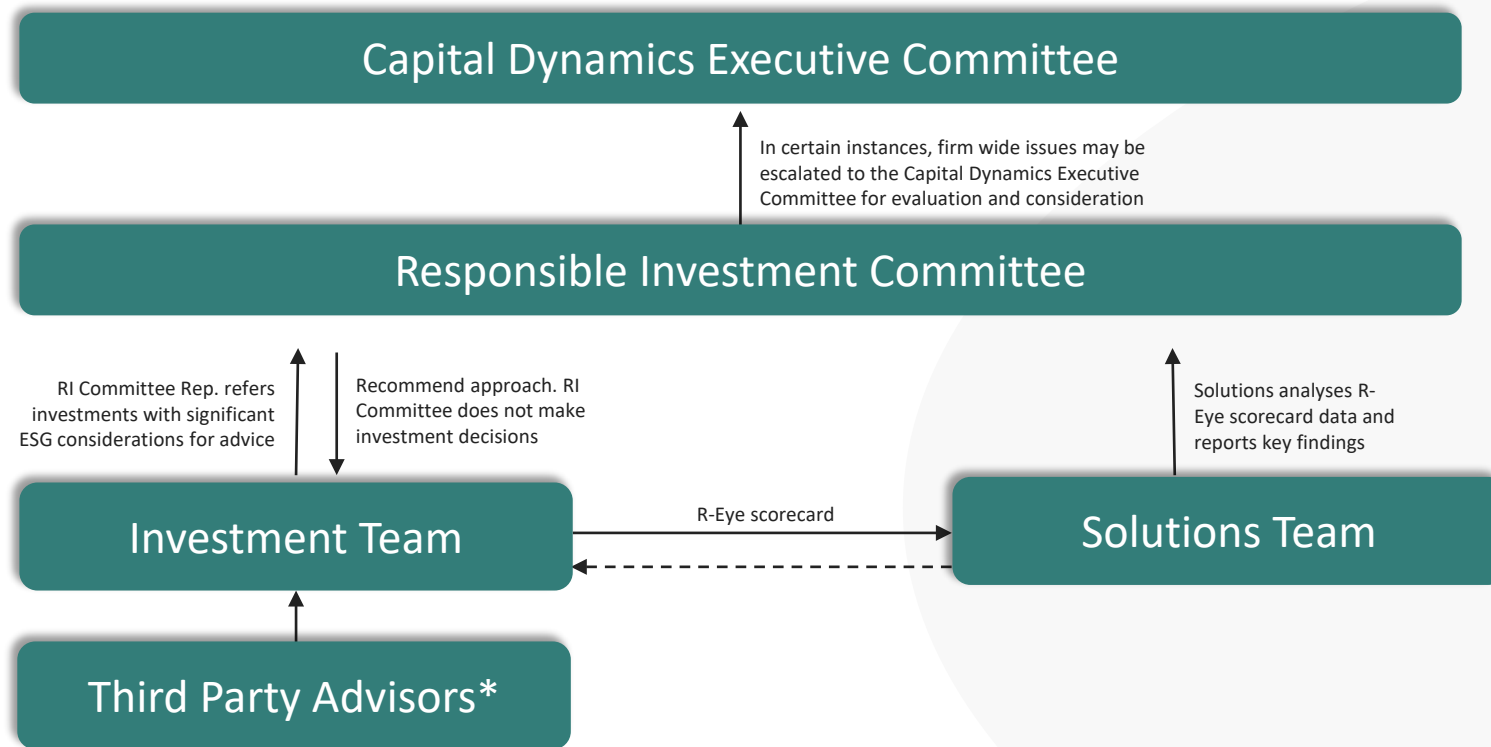 Capital Dynamics Executive Committee
In certain instances, firm wide issues may be
escalated to the Capital Dynamics Executive
Committee for evaluation and consideration
Responsible Investment Committee
RI Committee Rep. refers
investments with significant
ESG considerations for advice
Recommend approach. RI
Committee does not make
investment decisions
Solutions analyses R-
Eye scorecard data and
reports key findings
Investment Team
R-Eye scorecard
Solutions Team
Third Party Advisors*